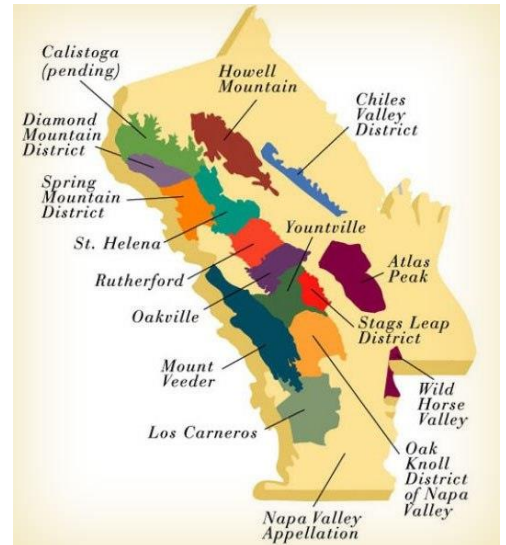 Calistoga
(pending)
Howell
Mountain
Chiles
Valley
District
Diamond
Mountain
District
Spring
Mountain
District
St. Helena
Yountville
Rutherford
Atlas
Peak
Oakville
Stags Leap
District
Mount
Veeder
Wild
Horse
Valley
Los Carneros
Oak
Knoll
District
of Napa
Valley
Napa Valley
Appellation